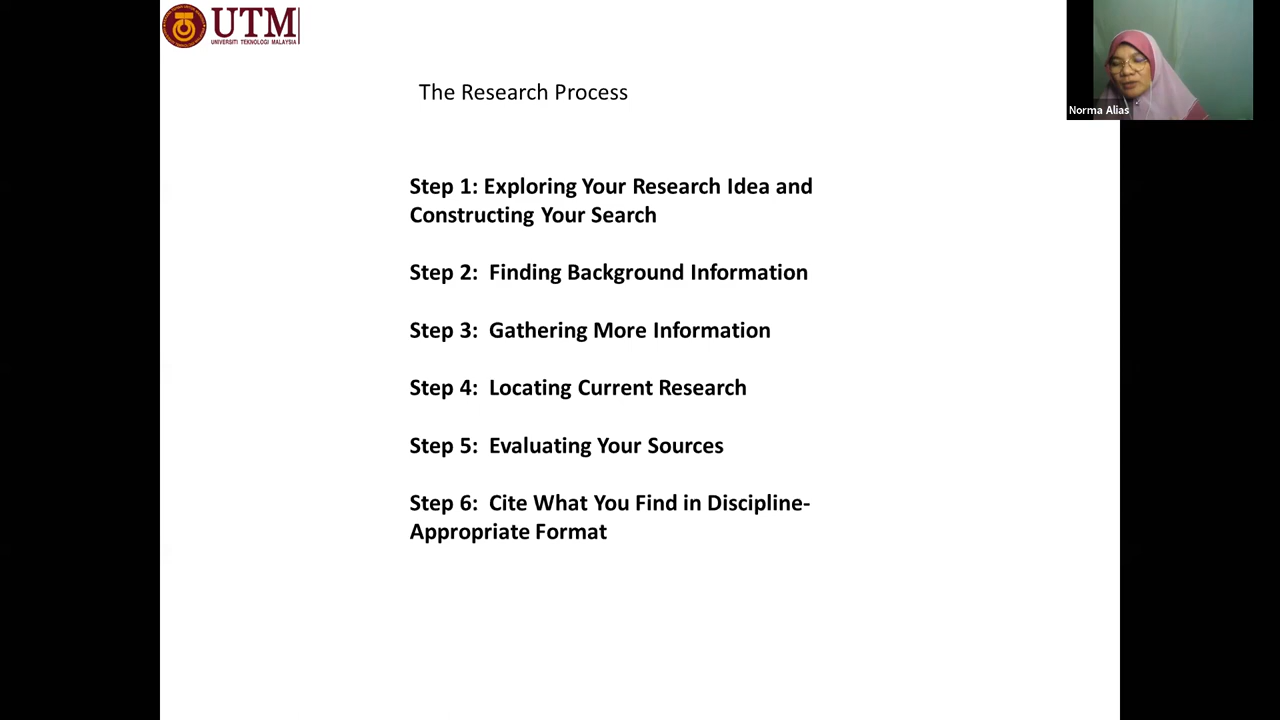 UTM
UNIVERSITI TEKNOLOGI MALAYSIA
Norma Alias
The Research Process
Step 1: Exploring Your Research Idea and
Constructing Your Search
Step 2: Finding Background Information
Step 3: Gathering More Information
Step 4: Locating Current Research
Step 5: Evaluating Your Sources
Step 6: Cite What You Find in Discipline-
Appropriate Format